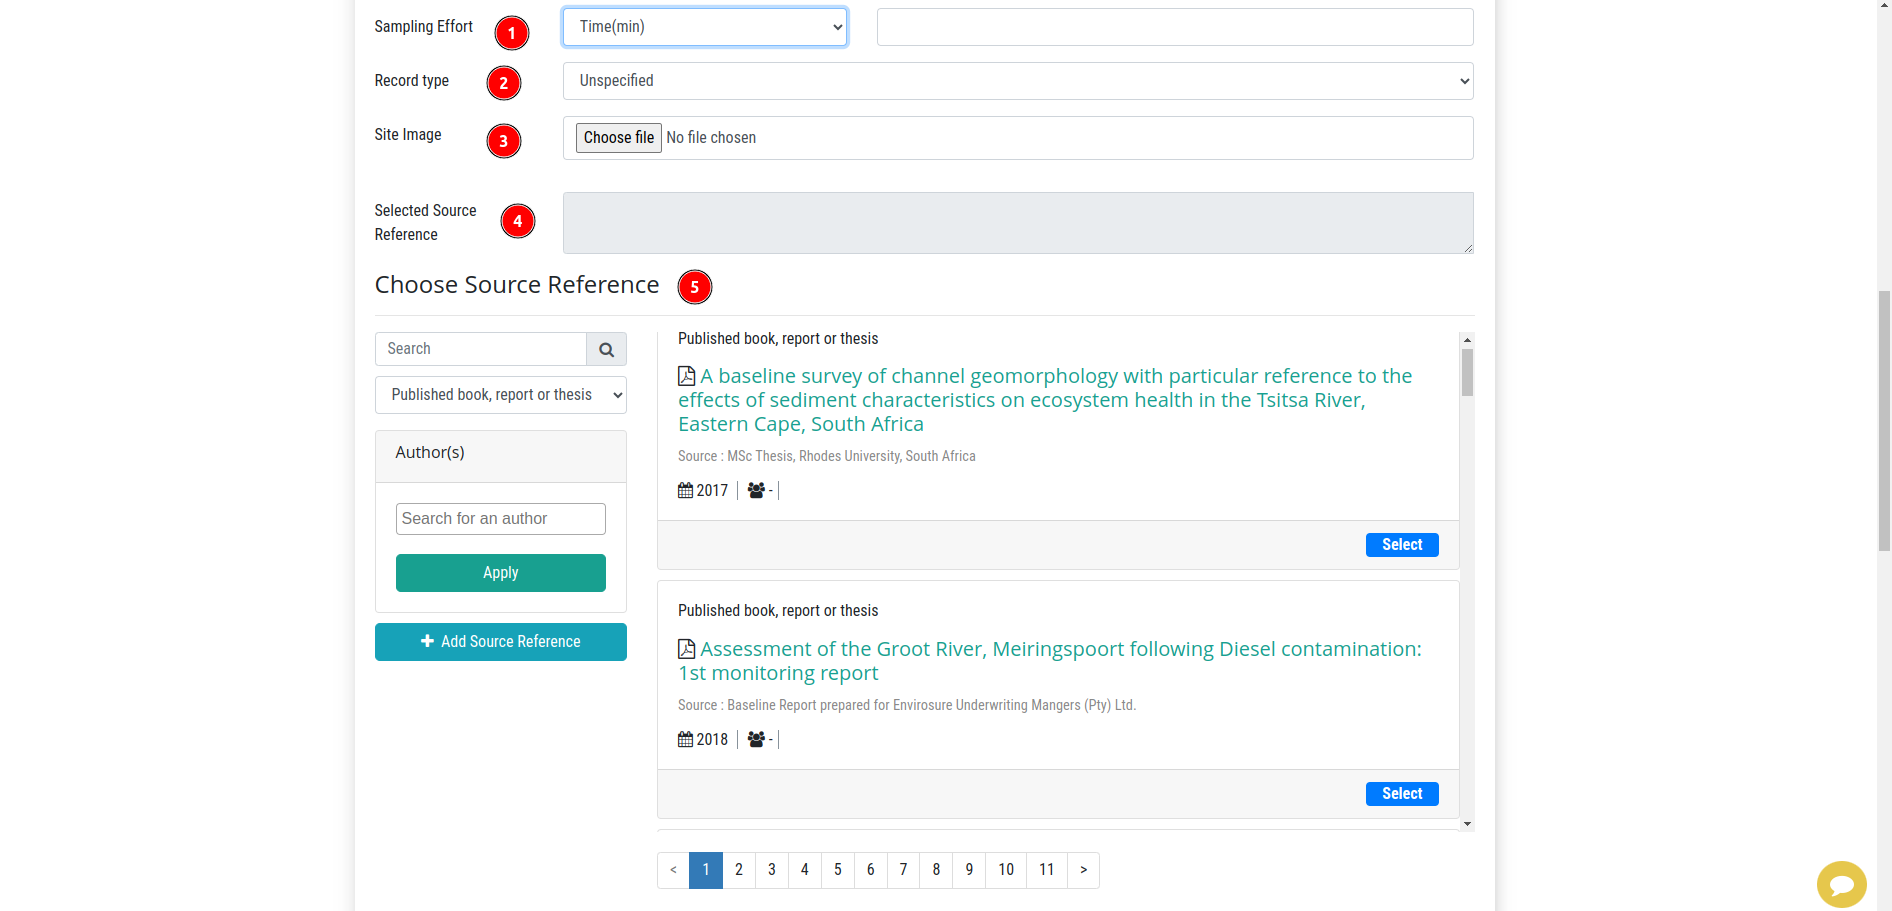 Sampling Effort 1 Time(min)
Record type 2 Unspecified
Site Image 3 Choose file No file chosen
Selected Source
Reference
4
Choose Source Reference 5
Search
Published book, report or thesis
Author(s)
Search for an author
Apply
Add Source Reference
Published book, report or thesis
A baseline survey of channel geomorphology with particular reference to the
effects of sediment characteristics on ecosystem health in the Tsitsa River,
Eastern Cape, South Africa
Source : MSc Thesis, Rhodes University, South Africa
2017 | - |
Select
Published book, report or thesis
Assessment of the Groot River, Meiringspoort following Diesel contamination:
1st monitoring report
Source : Baseline Report prepared for Envirosure Underwriting Mangers (Pty) Ltd.
2018 | - |
Select
< 1 2 3 4 5 6 7 8 9 10 11 >